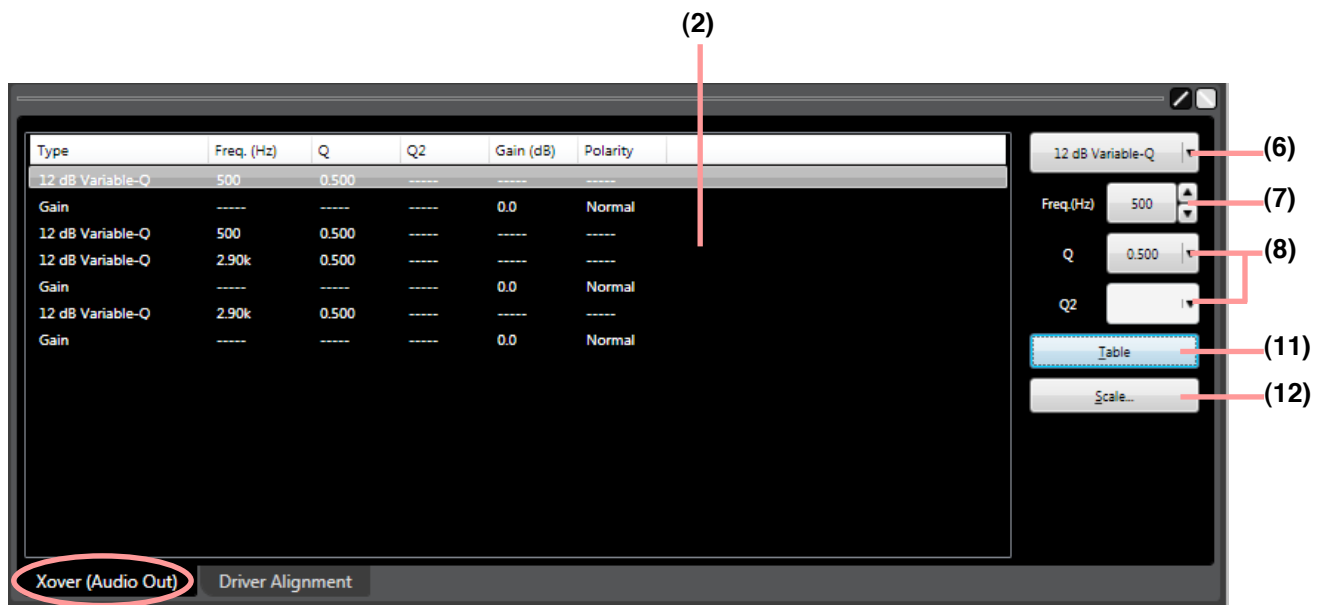 (2)
Type Freq. (Hz) Q Q2 Gain (dB) Polarity
12 dB Variable-Q 500 0.500 ----- ----- -----
Gain ----- ----- ----- 0.0 Normal
12 dB Variable-Q 500 0.500 ----- ----- -----
12 dB Variable-Q 2.90k 0.500 ----- ----- -----
Gain ----- ----- ----- 0.0 Normal
12 dB Variable-Q 2.90k 0.500 ----- ----- -----
Gain ----- ----- ----- 0.0 Normal
12 dB Variable-Q (6)
Freq.(Hz) 500 (7)
Q 0.500 (8)
Q2
Table (11)
Scale... (12)
Xover (Audio Out) Driver Alignment